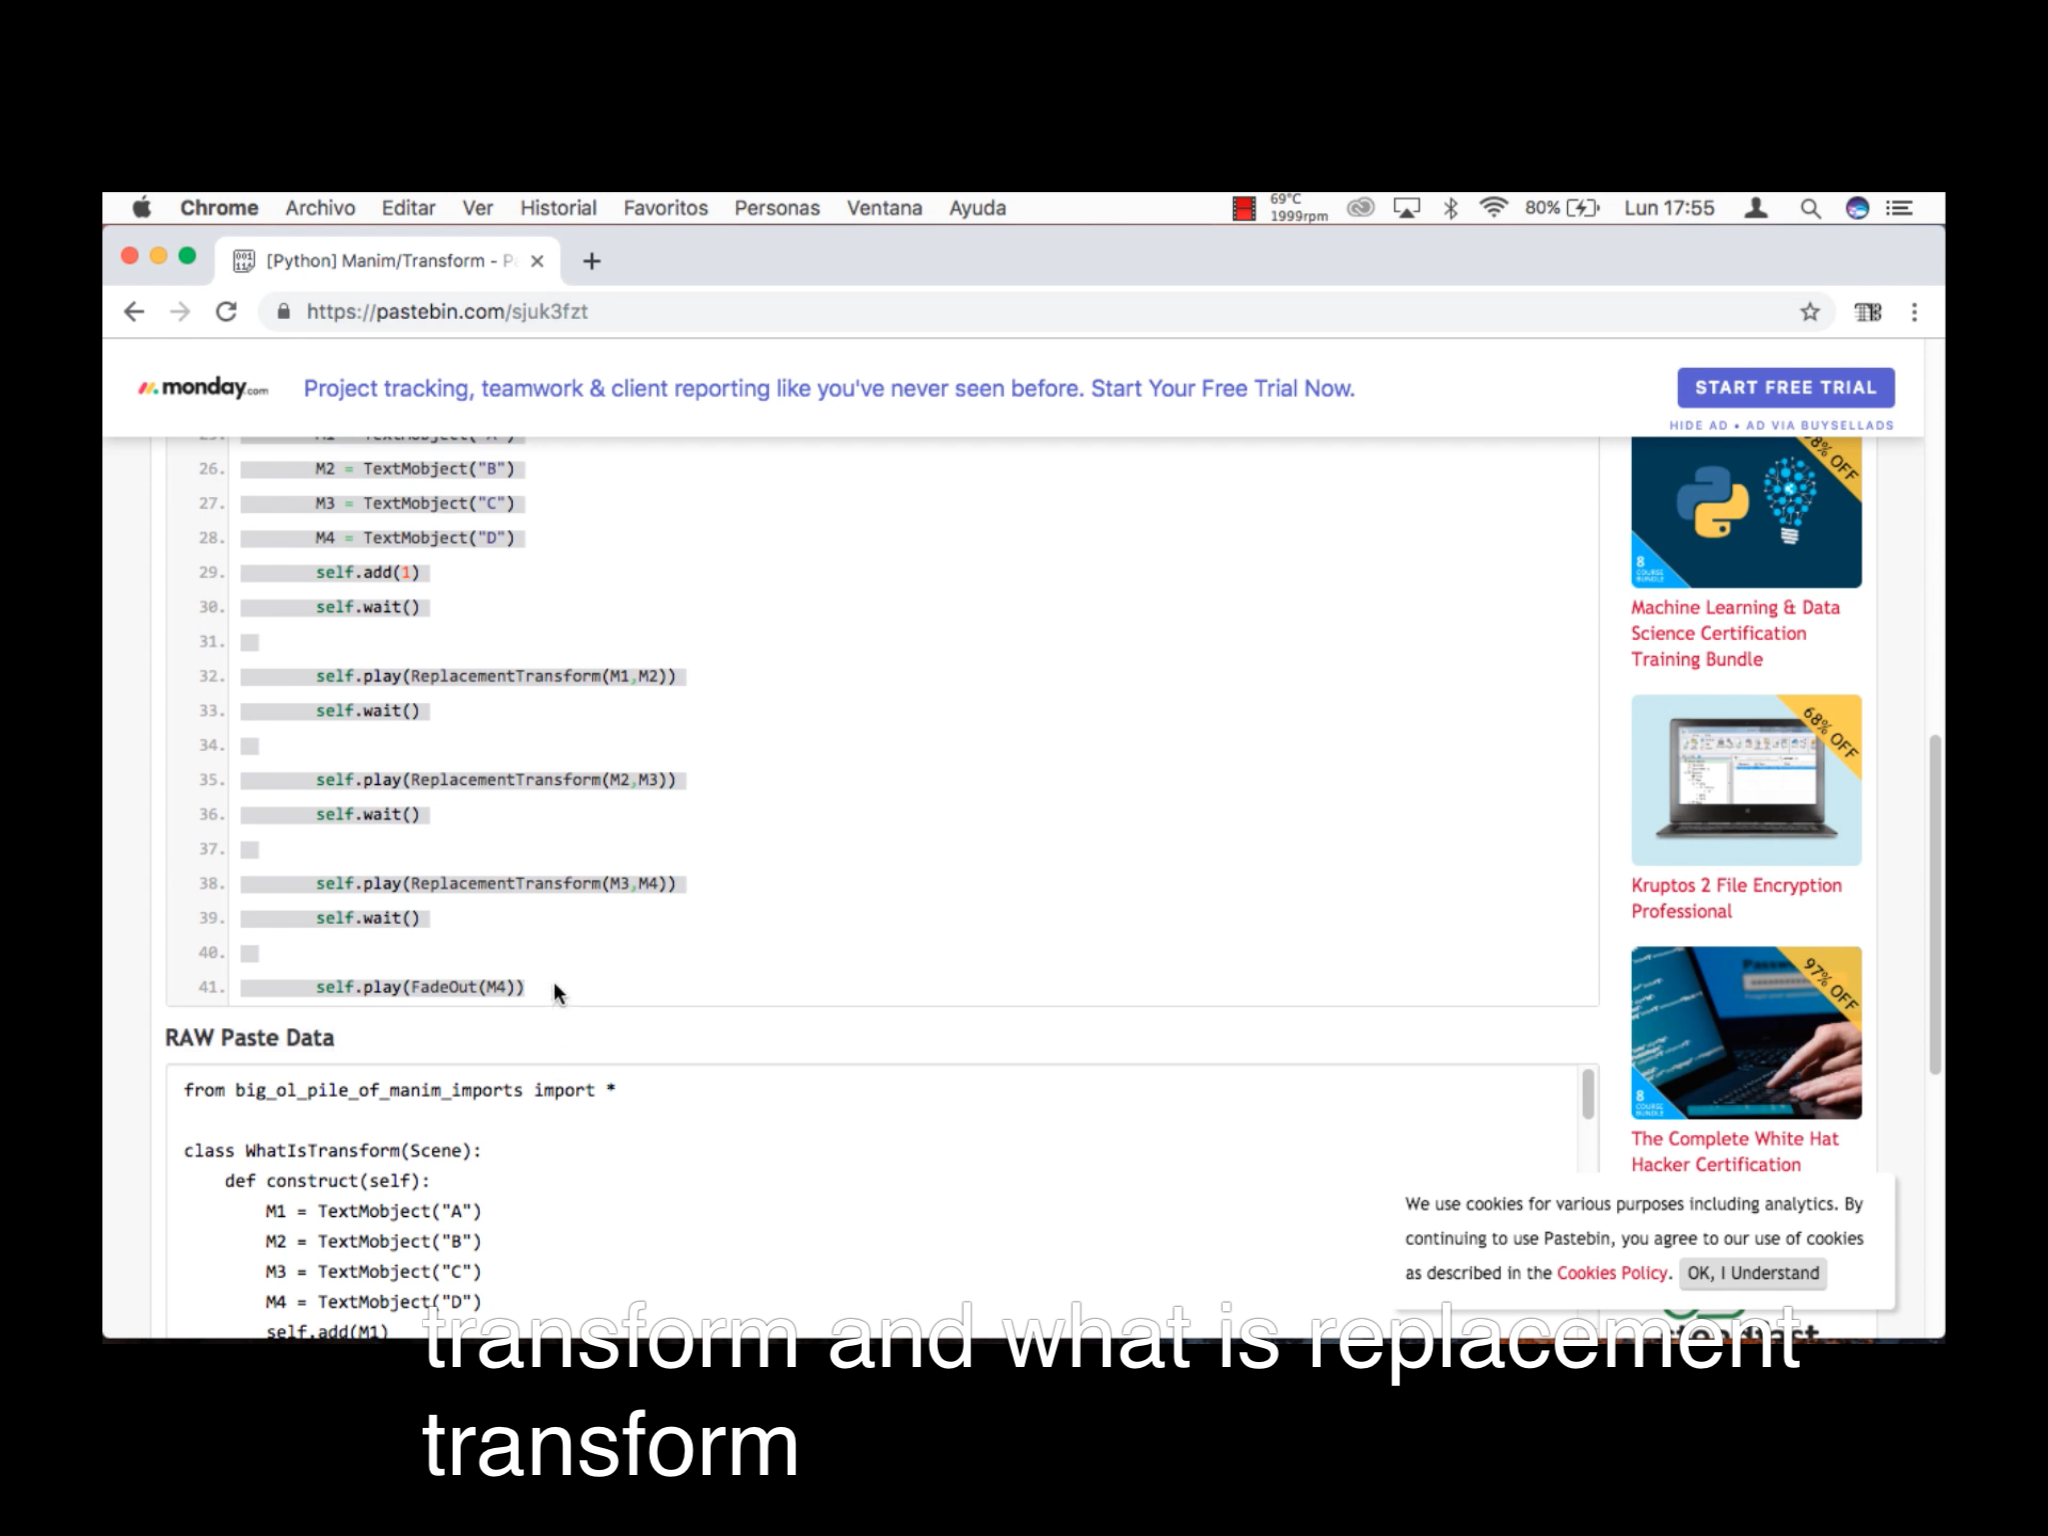 Chrome Archivo Editar Ver Historial Favoritos Personas Ventana Ayuda 69°C 1999rpm 80% Lun 17:55
[Python] Manim/Transform - P
https://pastebin.com/sjuk3fzt
monday.com Project tracking, teamwork & client reporting like you've never seen before. Start Your Free Trial Now. START FREE TRIAL
HIDE AD • AD VIA BUYSELLADS
26. M2 = TextMobject("B")
27. M3 = TextMobject("C")
28. M4 = TextMobject("D")
29. self.add(1)
30. self.wait()
31.
32. self.play(ReplacementTransform(M1,M2))
33. self.wait()
34.
35. self.play(ReplacementTransform(M2,M3))
36. self.wait()
37.
38. self.play(ReplacementTransform(M3,M4))
39. self.wait()
40.
41. self.play(FadeOut(M4))
RAW Paste Data
from big_ol_pile_of_manim_imports import *
class WhatIsTransform(Scene):
def construct(self):
M1 = TextMobject("A")
M2 = TextMobject("B")
M3 = TextMobject("C")
M4 = TextMobject("D")
self.add(M1)
8% OFF
8
COURSE
BUNDLE
Machine Learning & Data
Science Certification
Training Bundle
68% OFF
Kruptos 2 File Encryption
Professional
97% OFF
8
COURSE
BUNDLE
The Complete White Hat
Hacker Certification
We use cookies for various purposes including analytics. By
continuing to use Pastebin, you agree to our use of cookies
as described in the Cookies Policy. OK, I Understand
transform and what is replacement
transform